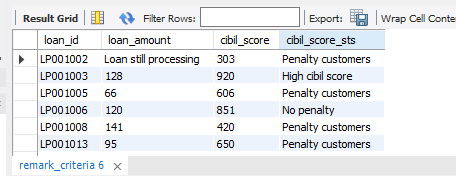 Result Grid Filter Rows: Export: Wrap Cell Conte
loan_id loan_amount cibil_score cibil_score_sts
LP001002 Loan still processing 303 Penalty customers
LP001003 128 920 High cibil score
LP001005 66 606 Penalty customers
LP001006 120 851 No penalty
LP001008 141 420 Penalty customers
LP001013 95 650 Penalty customers
remark_criteria 6